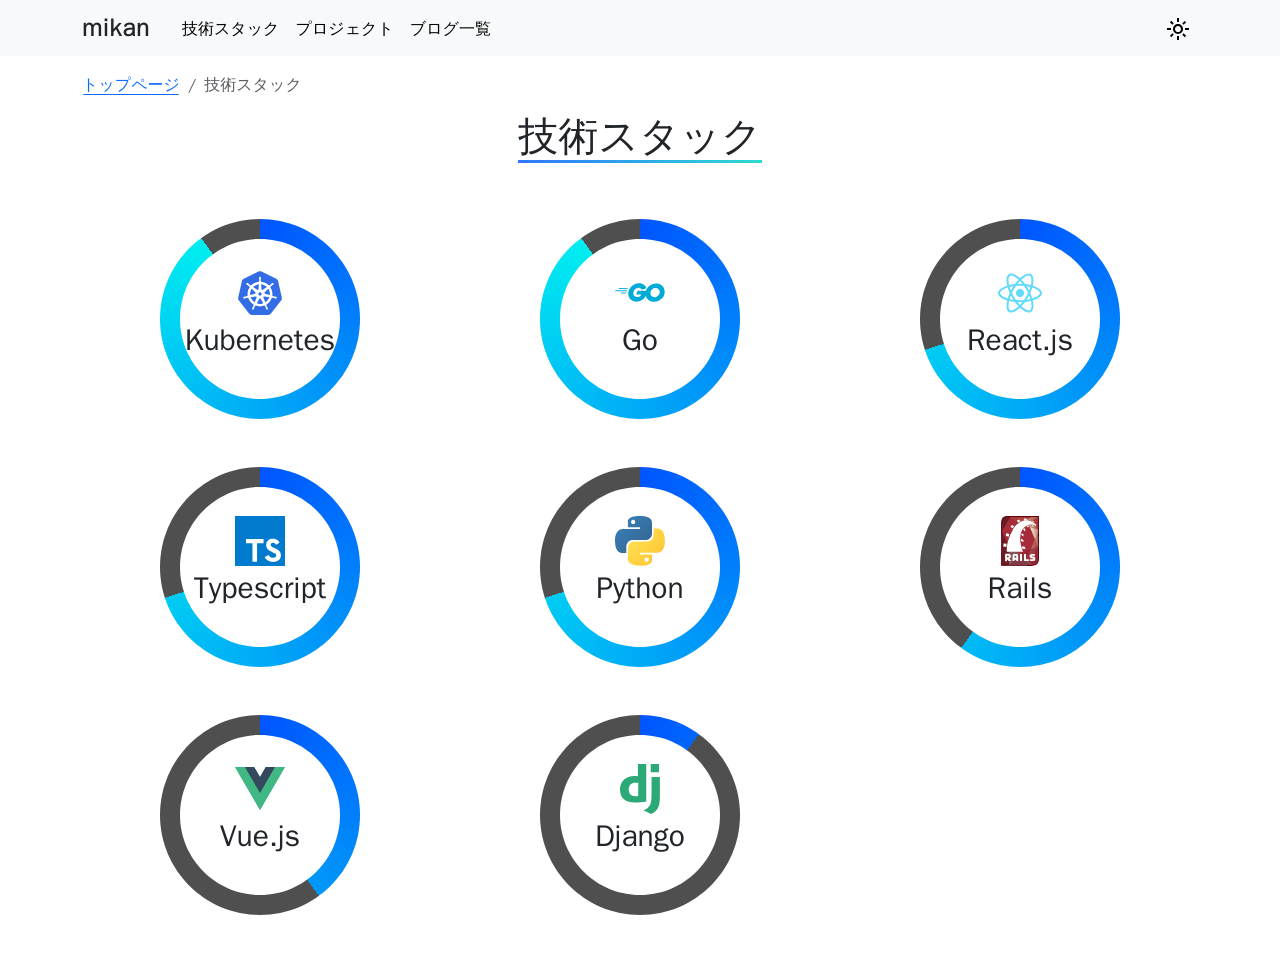 mikan 技術スタック プロジェクト ブログ一覧
トップページ / 技術スタック
技術スタック
Kubernetes
GO
Go
React.js
TS
Typescript
Python
RAILS
Rails
Vue.js
dj
Django